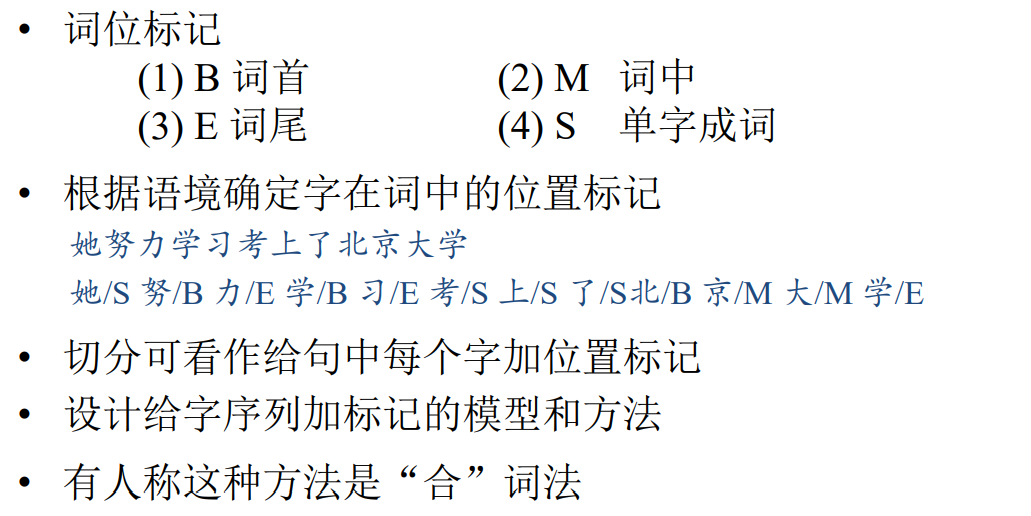 • 词位标记
(1) B 词首 (2) M 词中
(3) E 词尾 (4) S 单字成词
• 根据语境确定字在词中的位置标记
她努力学习考上了北京大学
她/S 努/B 力/E 学/B 习/E 考/S 上/S 了/S北/B 京/M 大/M 学/E
• 切分可看作给句中每个字加位置标记
• 设计给字序列加标记的模型和方法
• 有人称这种方法是“合”词法